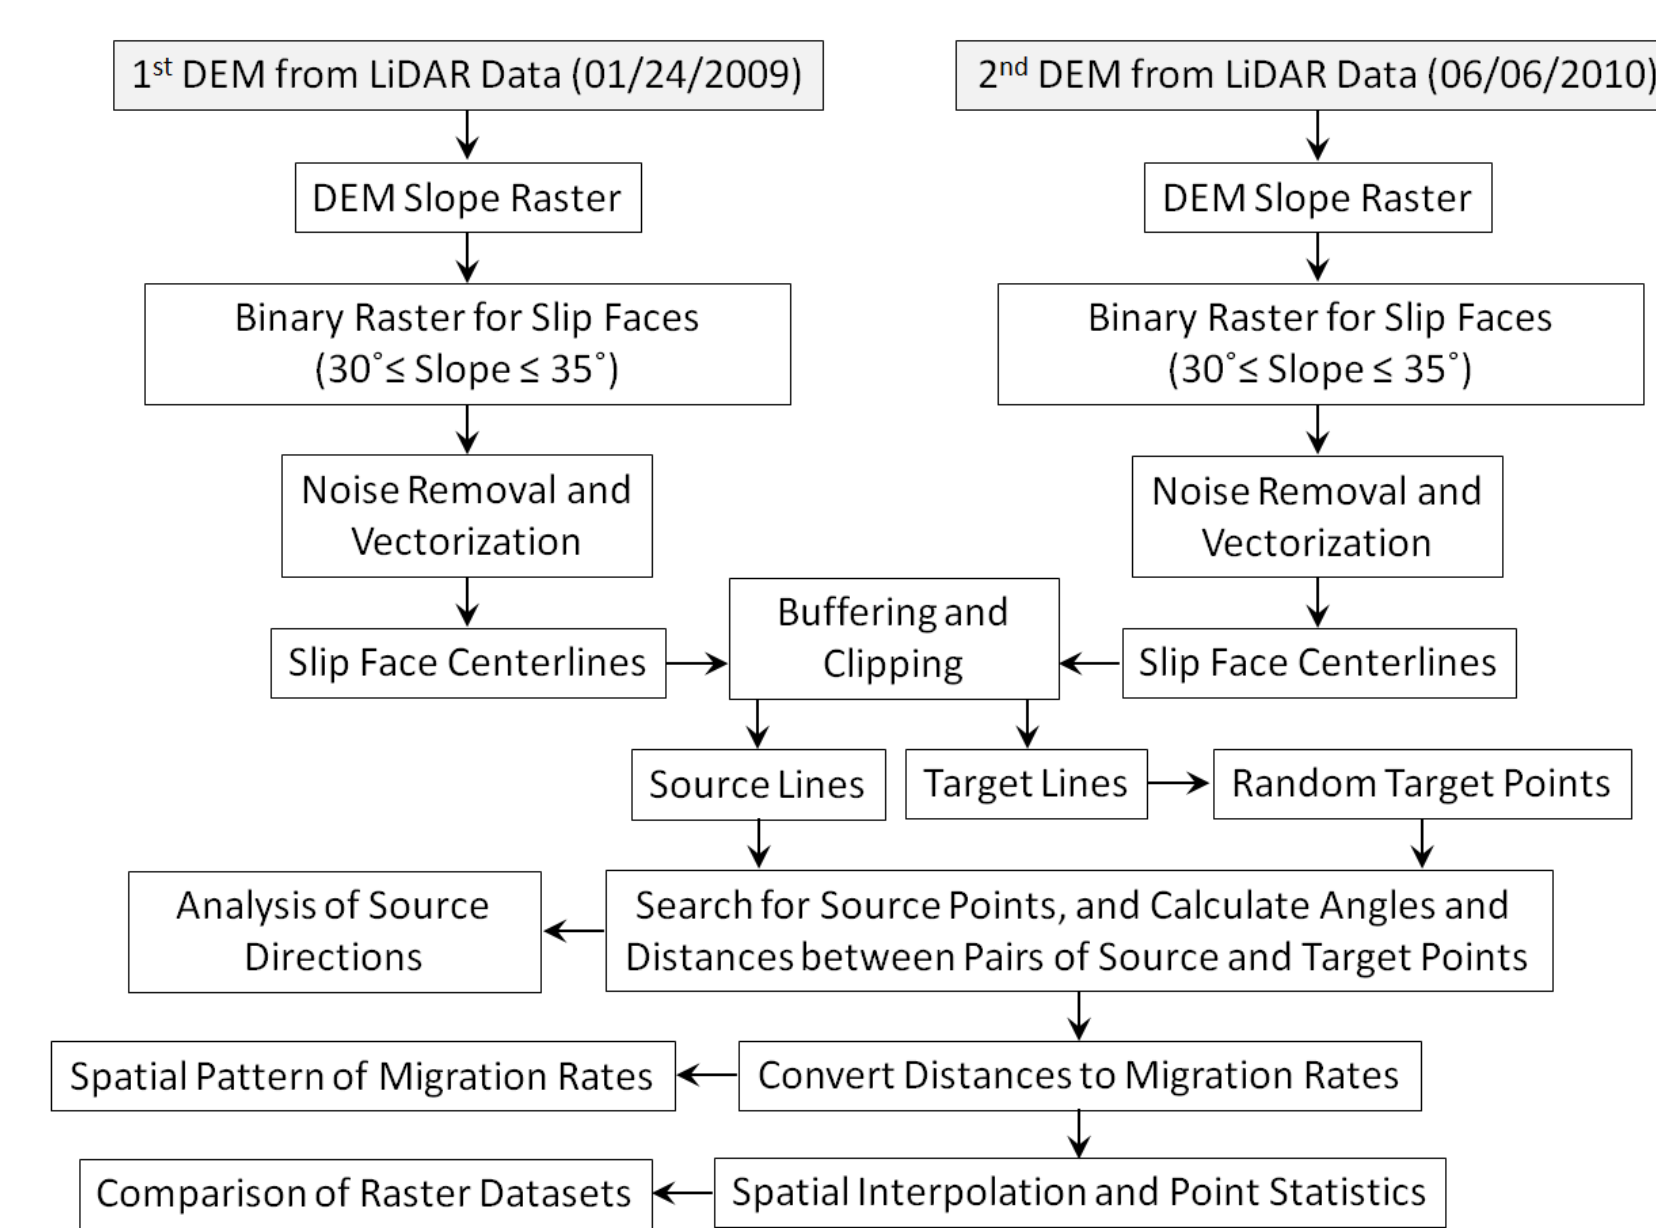 1st DEM from LiDAR Data (01/24/2009)
2nd DEM from LiDAR Data (06/06/2010)
DEM Slope Raster
DEM Slope Raster
Binary Raster for Slip Faces
(30°≤ Slope ≤ 35°)
Binary Raster for Slip Faces
(30°≤ Slope ≤ 35°)
Noise Removal and
Vectorization
Noise Removal and
Vectorization
Slip Face Centerlines
Buffering and
Clipping
Slip Face Centerlines
Source Lines
Target Lines
Random Target Points
Analysis of Source
Directions
Search for Source Points, and Calculate Angles and
Distances between Pairs of Source and Target Points
Spatial Pattern of Migration Rates
Convert Distances to Migration Rates
Comparison of Raster Datasets
Spatial Interpolation and Point Statistics